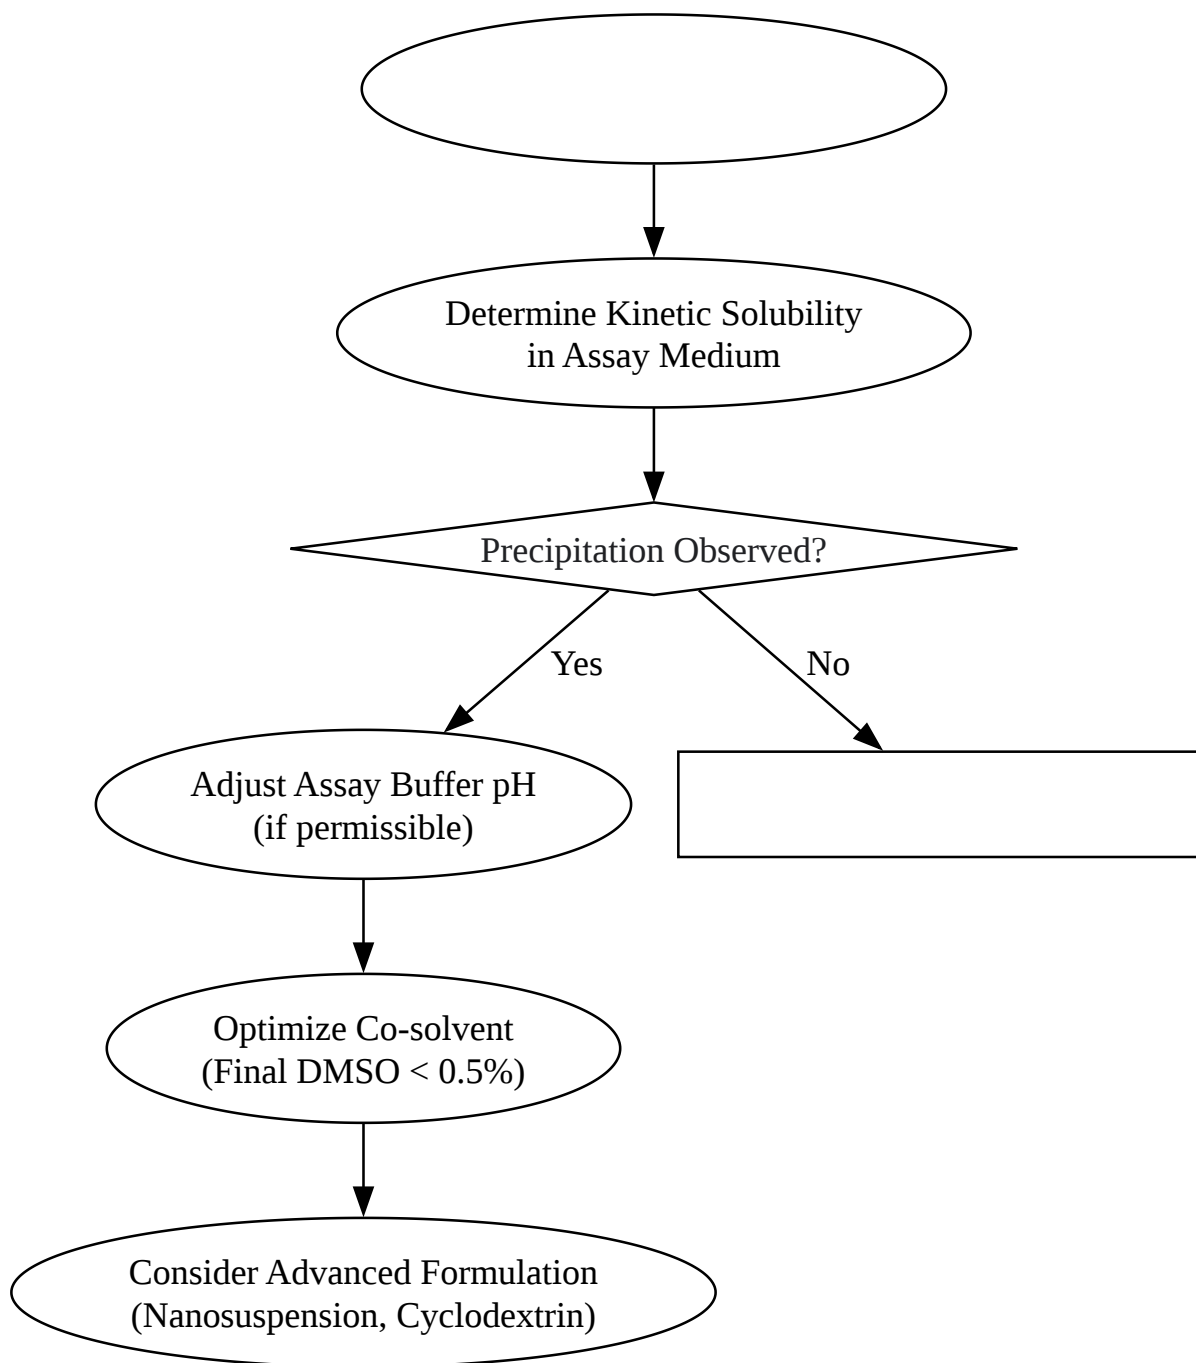 Determine Kinetic Solubility
in Assay Medium
Precipitation Observed?
Yes
No
Adjust Assay Buffer pH
(if permissible)
Optimize Co-solvent
(Final DMSO < 0.5%)
Consider Advanced Formulation
(Nanosuspension, Cyclodextrin)